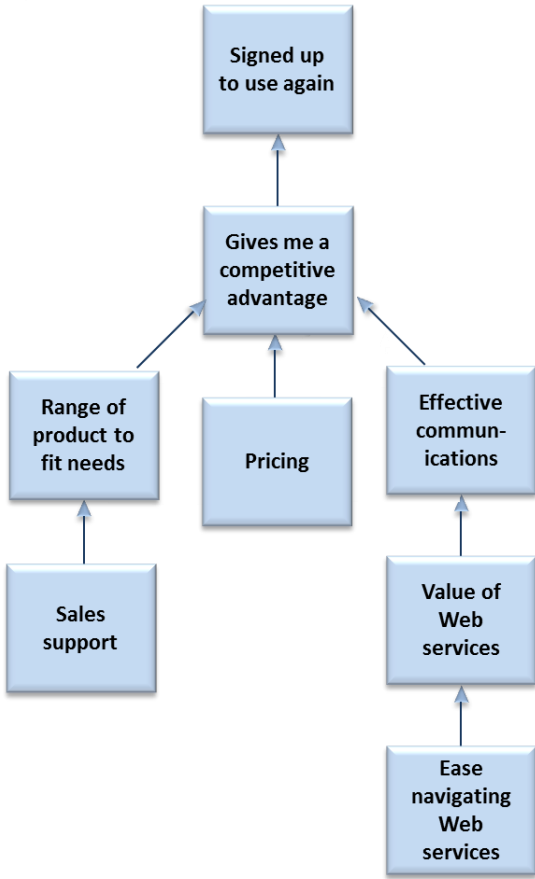 Signed up
to use again
Gives me a
competitive
advantage
Range of
product to
fit needs
Pricing
Effective
commun-
ications
Sales
support
Value of
Web
services
Ease
navigating
Web
services